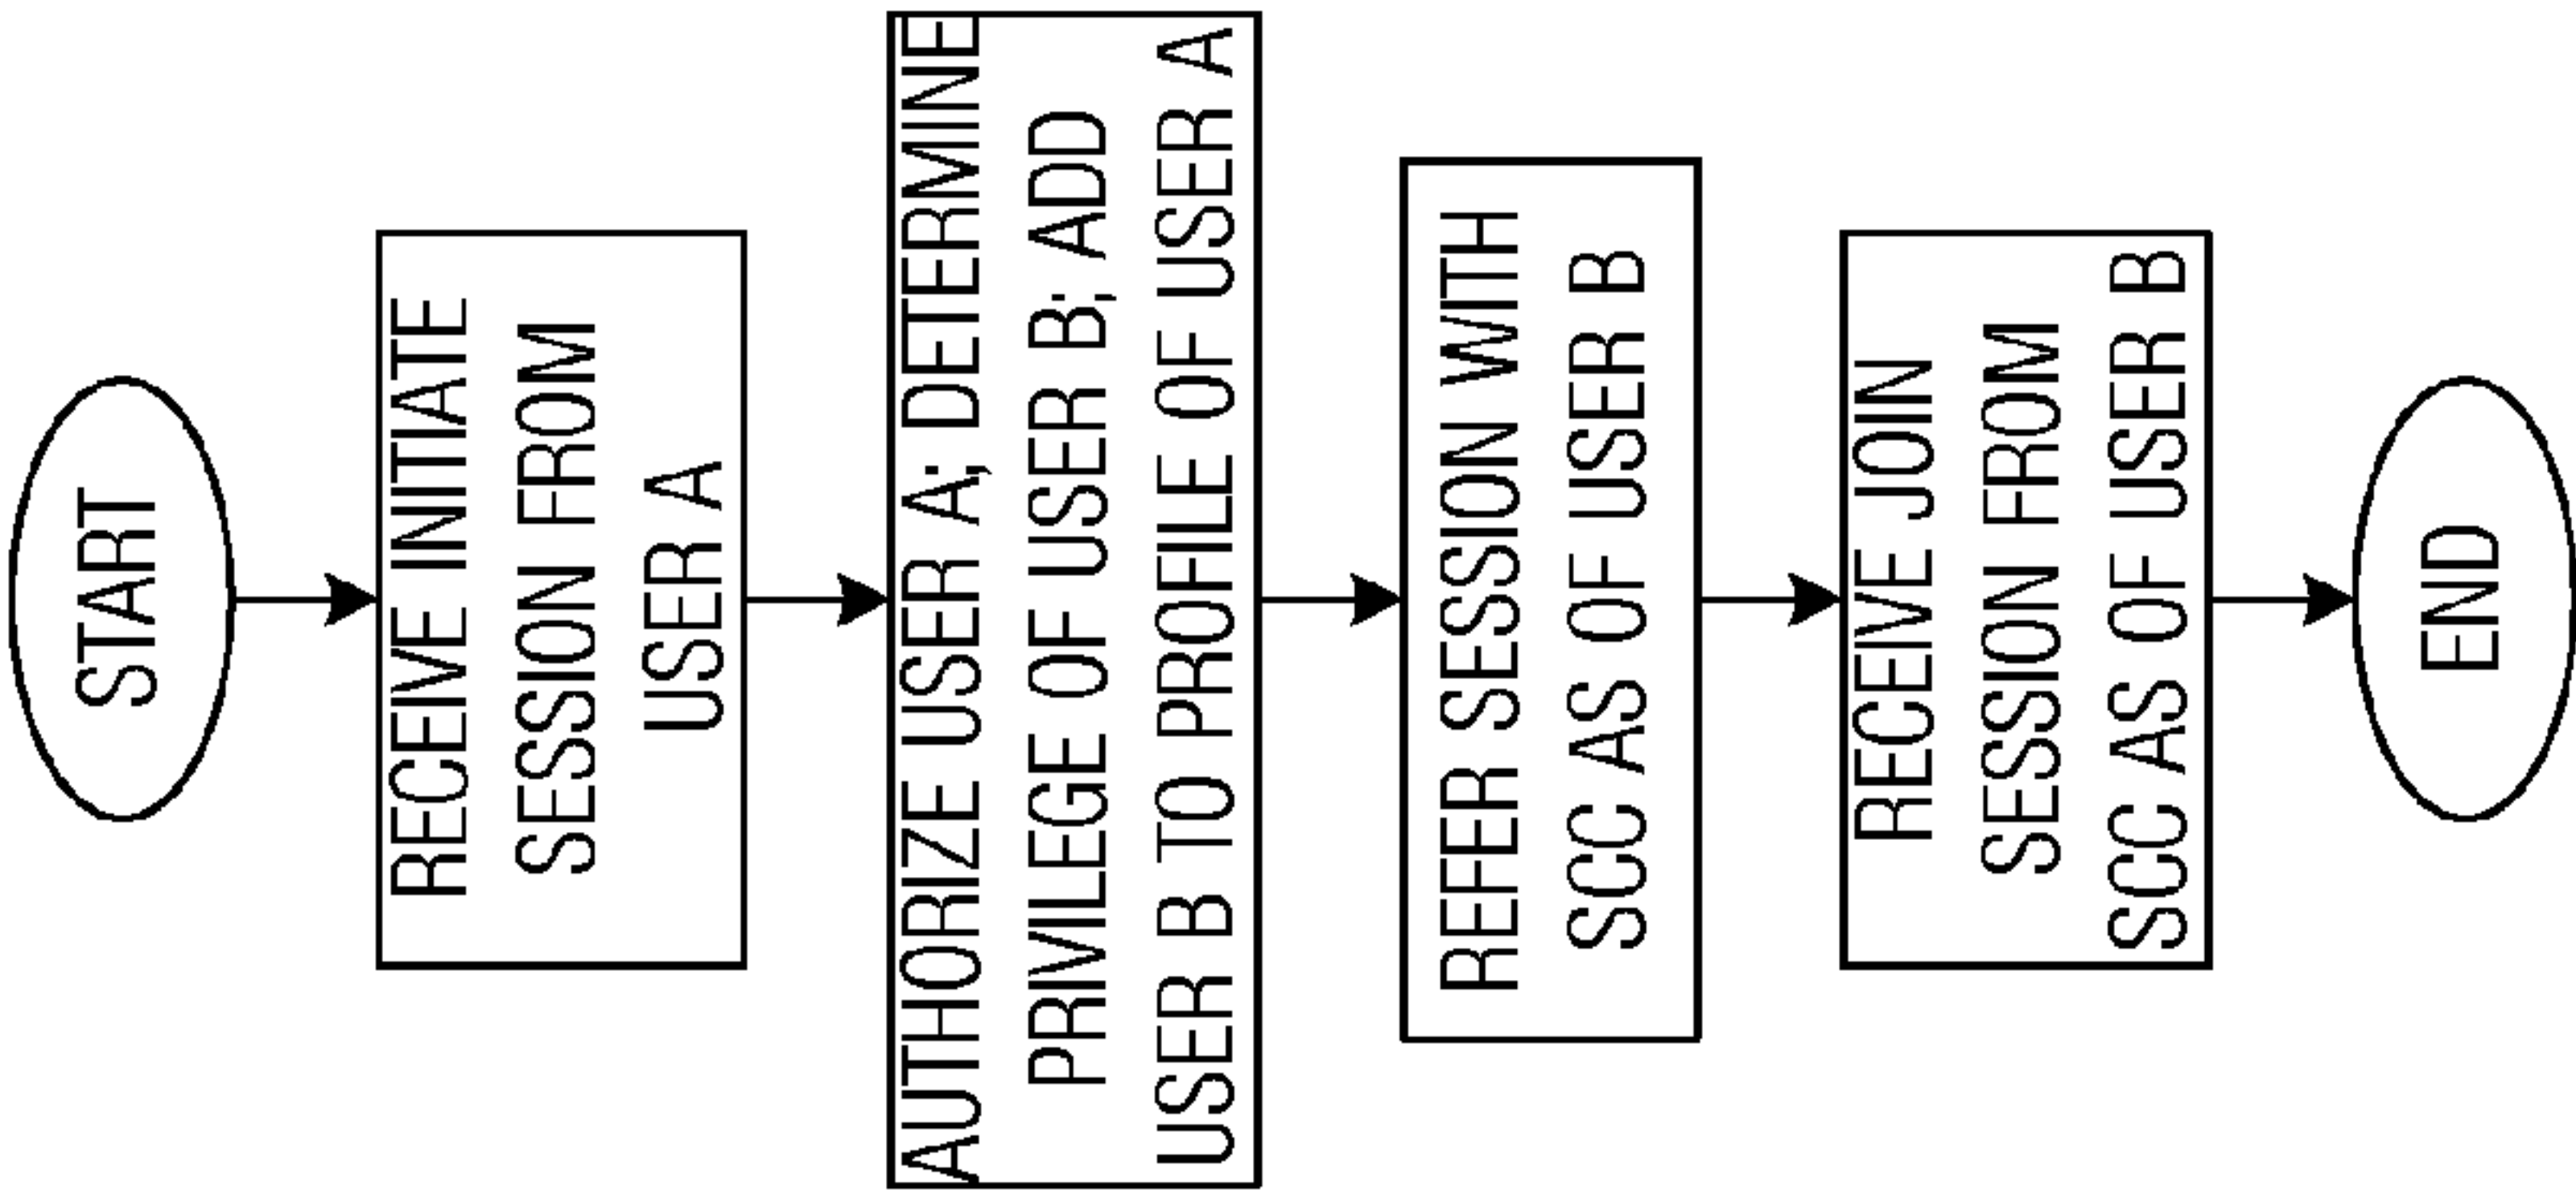 START
RECEIVE INITIATE
SESSION FROM
USER A
AUTHORIZE USER A; DETERMINE
PRIVILEGE OF USER B; ADD
USER B TO PROFILE OF USER A
REFER SESSION WITH
SCC AS OF USER B
RECEIVE JOIN
SESSION FROM
SCC AS OF USER B
END